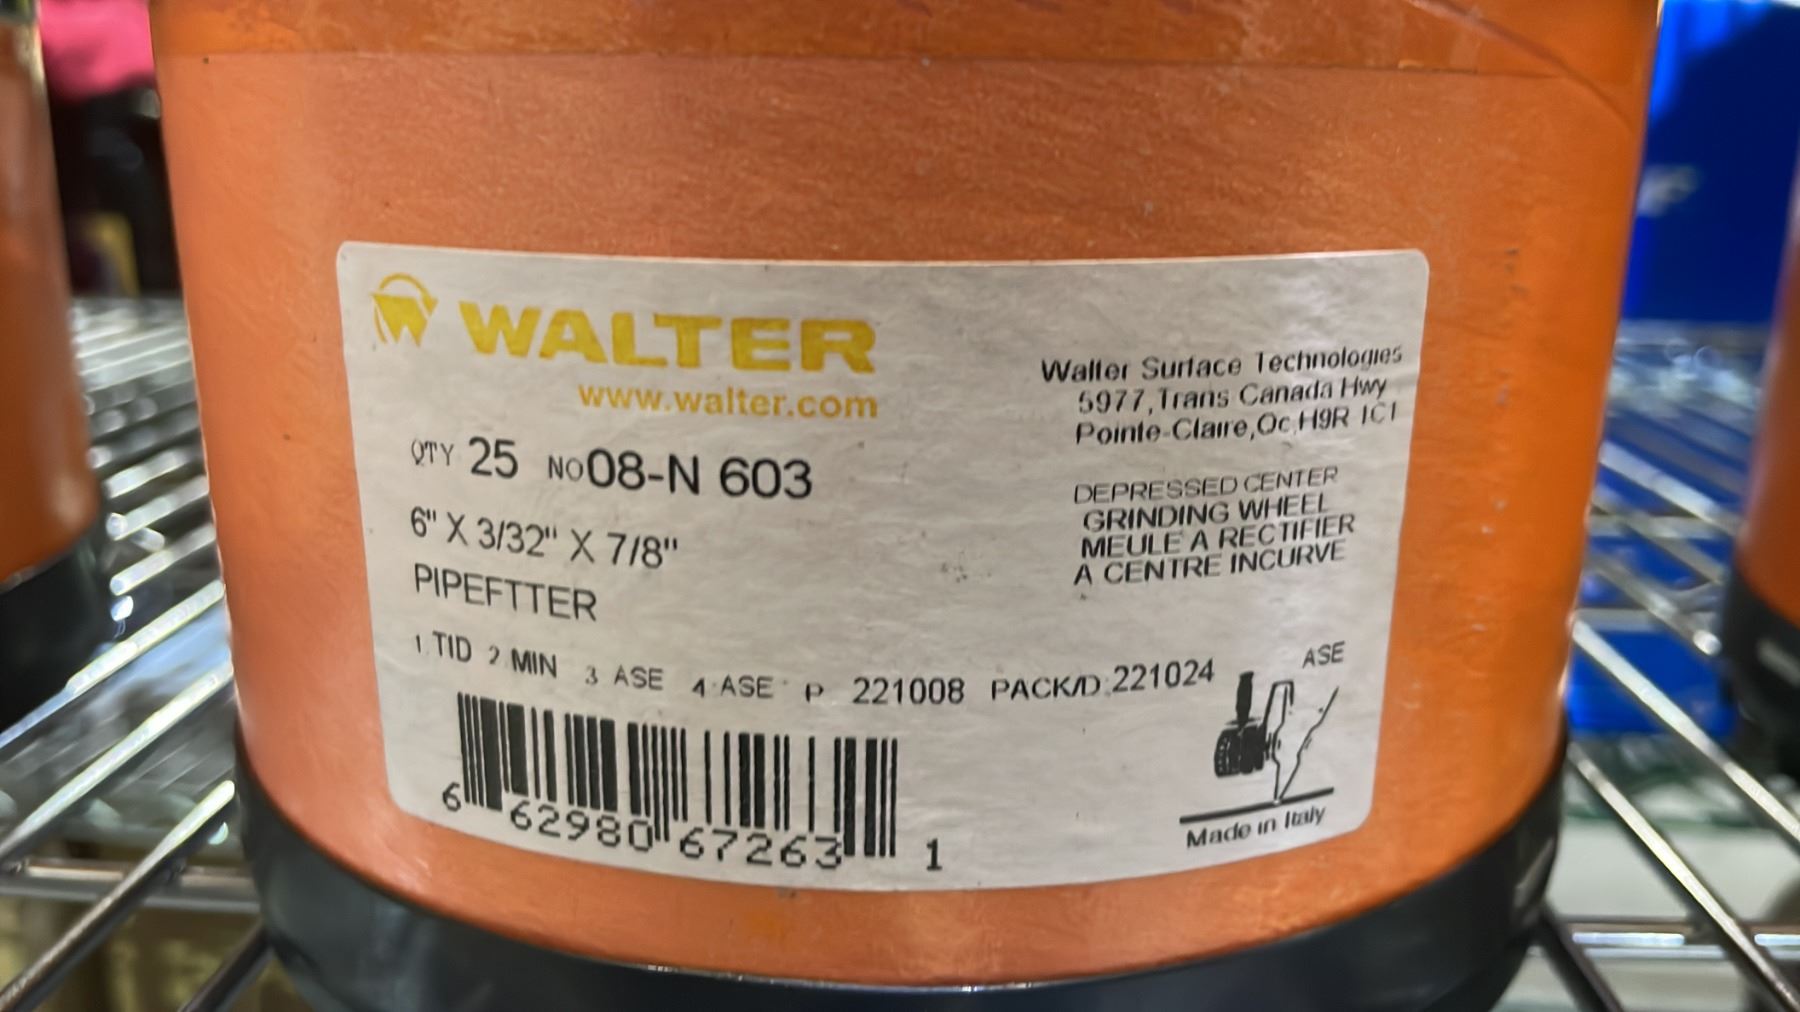 WALTER
www.walter.com
QTY 25 NO 08-N 603
6" X 3/32" X 7/8"
PIPEFTTER
1 TID 2 MIN 3 ASE 4 ASE P 221008 PACK/D: 221024
6 62980 67263 1
Walter Surface Technologies
5977, Trans Canada Hwy
Pointe-Claire, Qc, H9R 1C1
DEPRESSED CENTER
GRINDING WHEEL
MEULE A RECTIFIER
A CENTRE INCURVE
ASE
Made in Italy